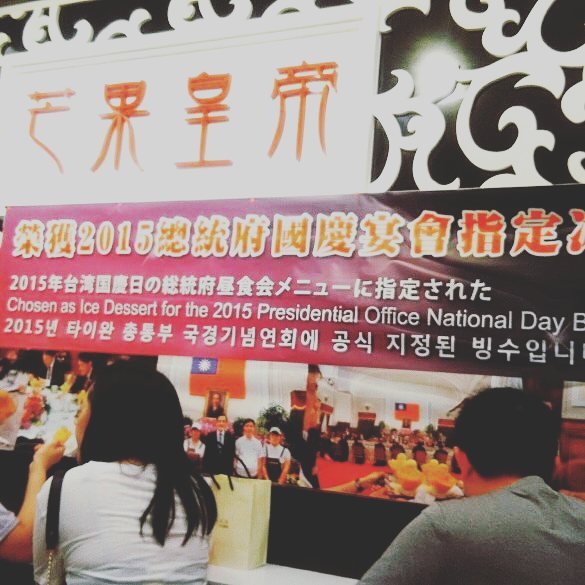 芒果皇帝
榮獲2015總統府國慶宴會指定冰
2015年台湾国慶日の総統府昼食会メニューに指定された
Chosen as Ice Dessert for the 2015 Presidential Office National Day B
2015년 타이완 총통부 국경기념연회에 공식 지정된 빙수입니